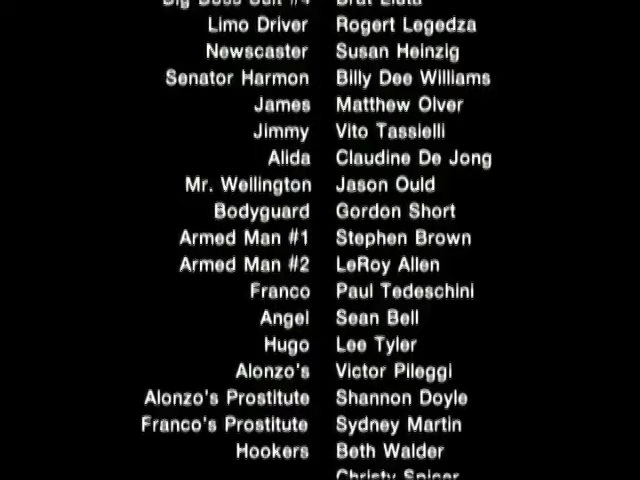 Limo Driver Rogert Legedza
Newscaster Susan Heinzig
Senator Harmon Billy Dee Williams
James Matthew Olver
Jimmy Vito Tassielli
Alida Claudine De Jong
Mr. Wellington Jason Ould
Bodyguard Gordon Short
Armed Man #1 Stephen Brown
Armed Man #2 LeRoy Allen
Franco Paul Tedeschini
Angel Sean Bell
Hugo Lee Tyler
Alonzo's Victor Pileggi
Alonzo's Prostitute Shannon Doyle
Franco's Prostitute Sydney Martin
Hookers Beth Walder
Christy Spicer